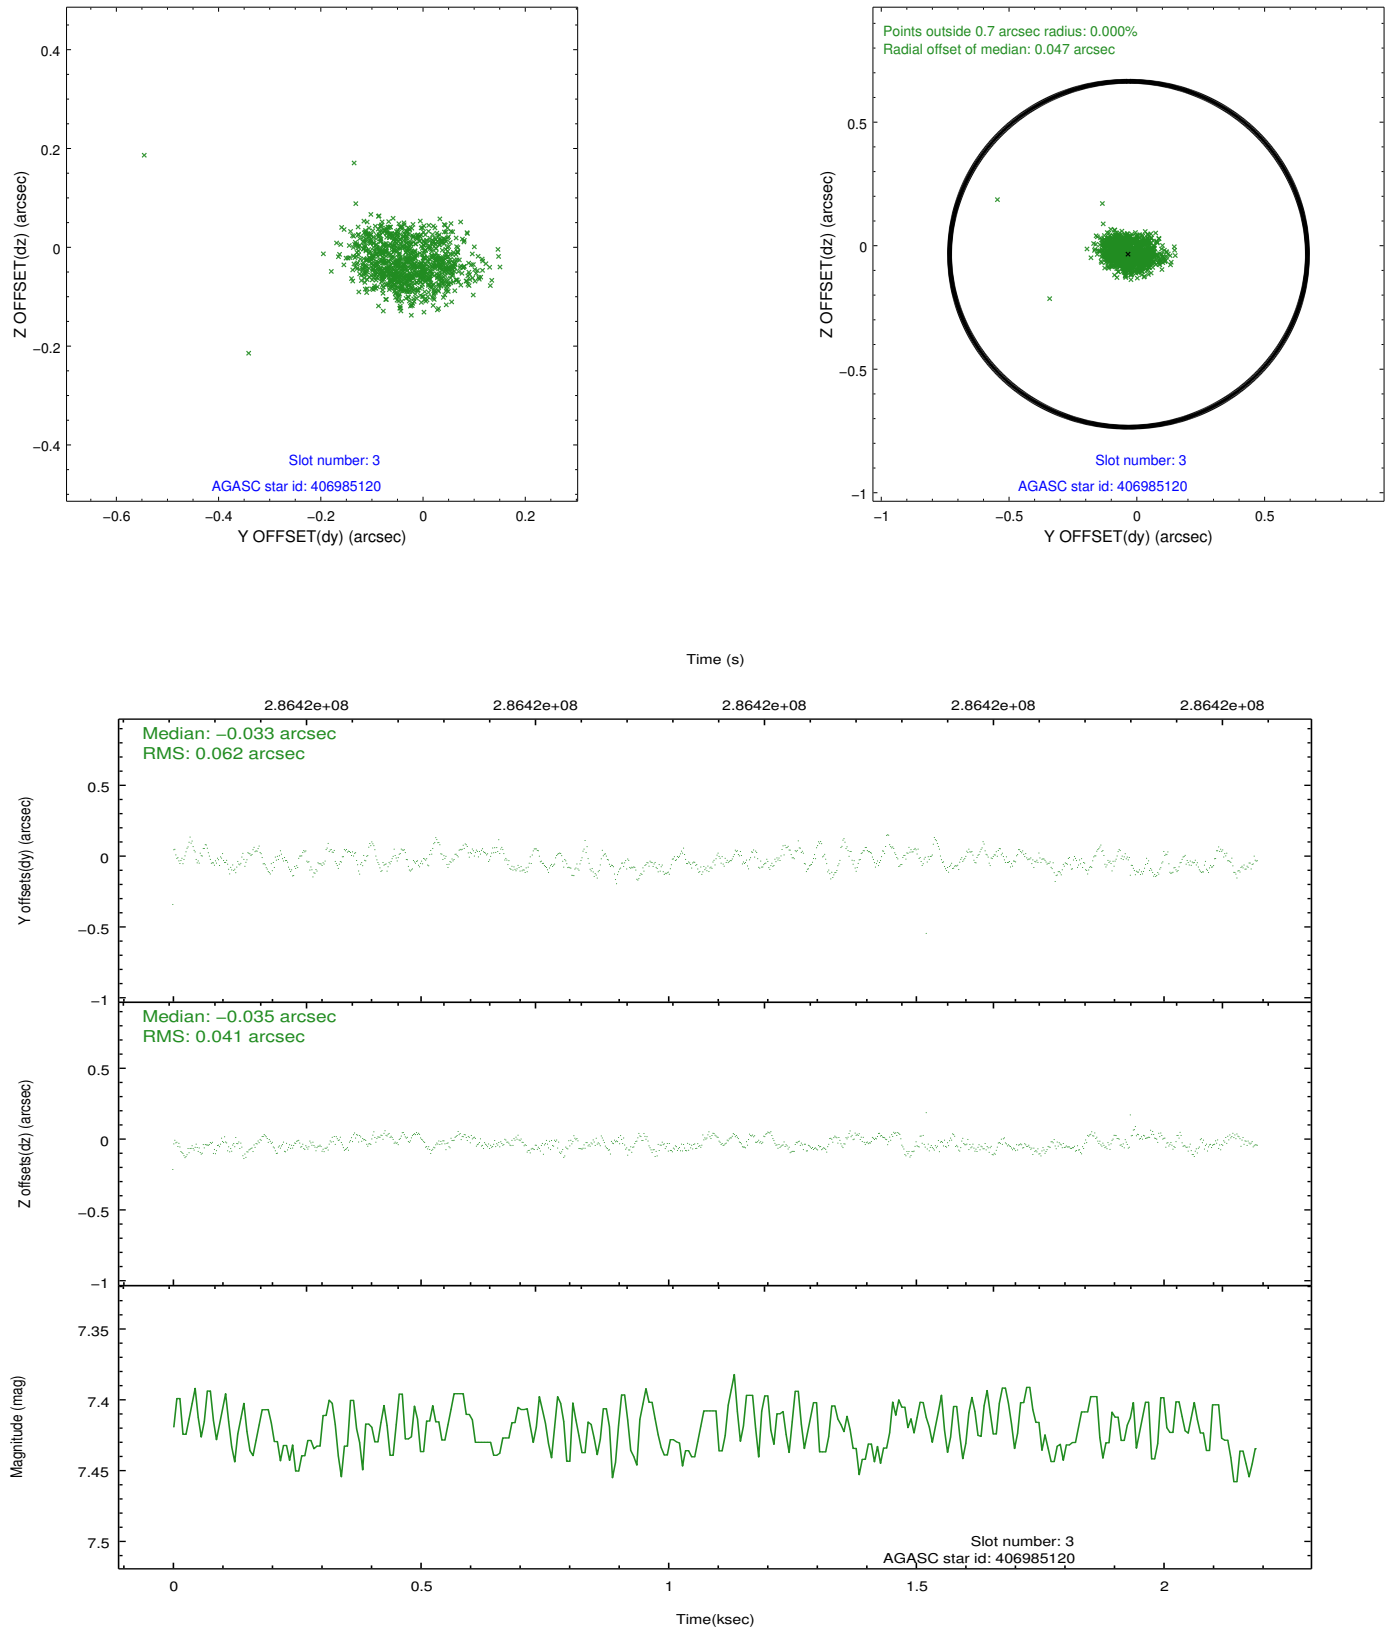 0.4
0.2
0
−0.2
−0.4
Z OFFSET(dz) (arcsec)
Slot number: 3
AGASC star id: 406985120
−0.6
−0.4
−0.2
0
0.2
Y OFFSET(dy) (arcsec)
Points outside 0.7 arcsec radius: 0.000%
Radial offset of median: 0.047 arcsec
0.5
0
−0.5
−1
Z OFFSET(dz) (arcsec)
Slot number: 3
AGASC star id: 406985120
−1
−0.5
0
0.5
Y OFFSET(dy) (arcsec)
Time (s)
2.8642e+08
2.8642e+08
2.8642e+08
2.8642e+08
2.8642e+08
Median: −0.033 arcsec
RMS: 0.062 arcsec
0.5
0
−0.5
−1
Y offsets(dy) (arcsec)
Median: −0.035 arcsec
RMS: 0.041 arcsec
0.5
0
−0.5
−1
Z offsets(dz) (arcsec)
7.35
7.4
7.45
7.5
Magnitude (mag)
Slot number: 3
AGASC star id: 406985120
0
0.5
1
1.5
2
Time(ksec)